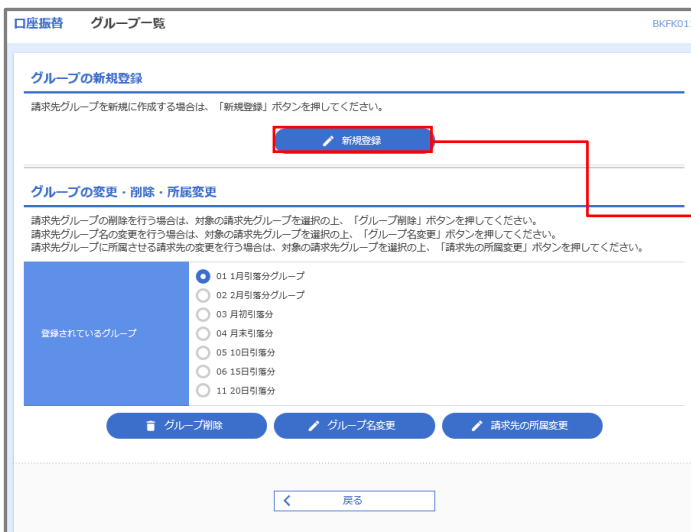 口座振替 グループ一覧 BKFK01
グループの新規登録
請求先グループを新規に作成する場合は、「新規登録」ボタンを押してください。
新規登録
グループの変更・削除・所属変更
請求先グループの削除を行う場合は、対象の請求先グループを選択の上、「グループ削除」ボタンを押してください。
請求先グループ名の変更を行う場合は、対象の請求先グループを選択の上、「グループ名変更」ボタンを押してください。
請求先グループに所属させる請求先の変更を行う場合は、対象の請求先グループを選択の上、「請求先の所属変更」ボタンを押してください。
登録されているグループ
01 1月引落分グループ
02 2月引落分グループ
03 月初引落分
04 月末引落分
05 10日引落分
06 15日引落分
11 20日引落分
グループ削除 グループ名変更 請求先の所属変更
戻る